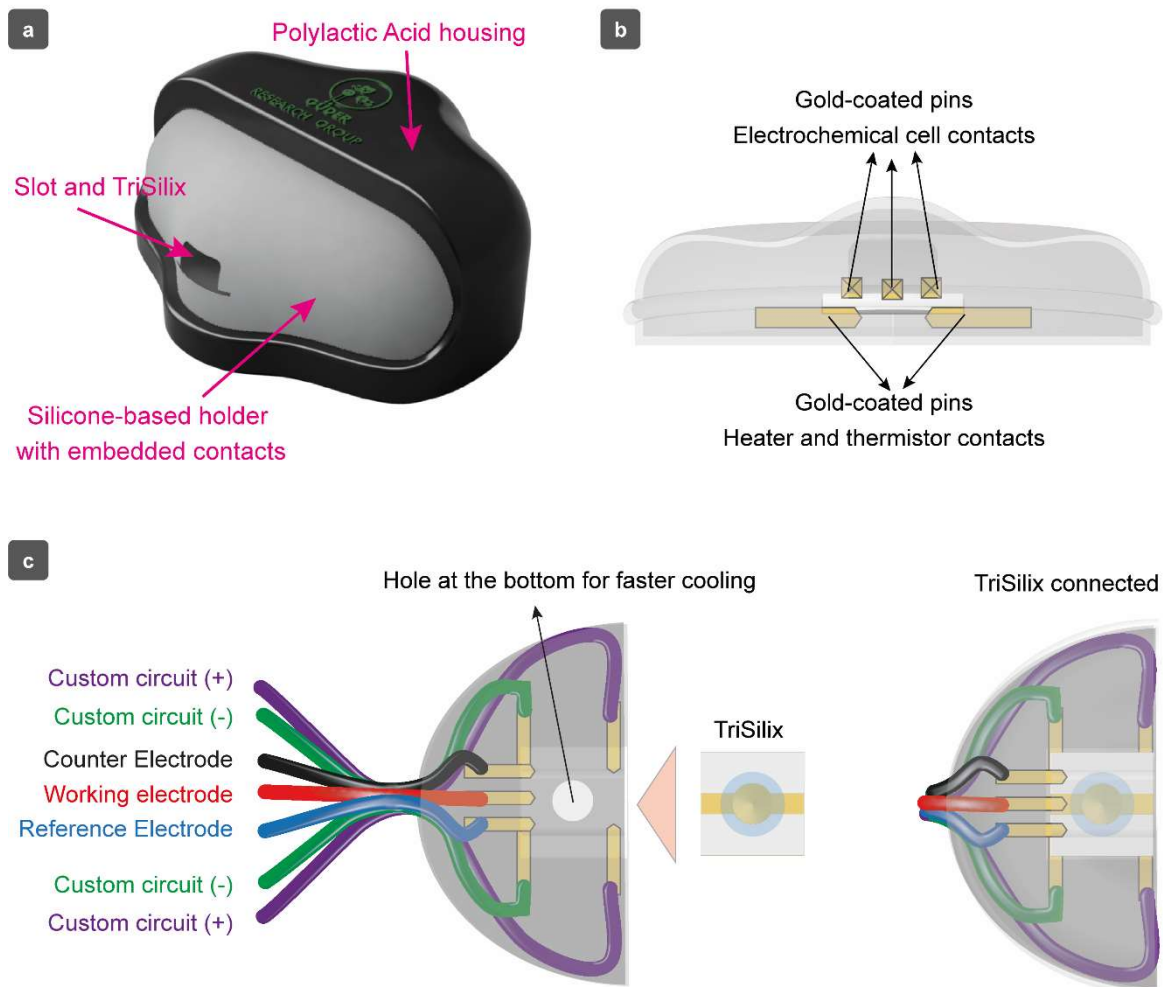 a
Polylactic Acid housing
GÜDER
RESEARCH GROUP
Slot and TriSilix
Silicone-based holder
with embedded contacts
b
Gold-coated pins
Electrochemical cell contacts
Gold-coated pins
Heater and thermistor contacts
c
Hole at the bottom for faster cooling
TriSilix connected
Custom circuit (+)
Custom circuit (-)
Counter Electrode
Working electrode
Reference Electrode
Custom circuit (-)
Custom circuit (+)
TriSilix